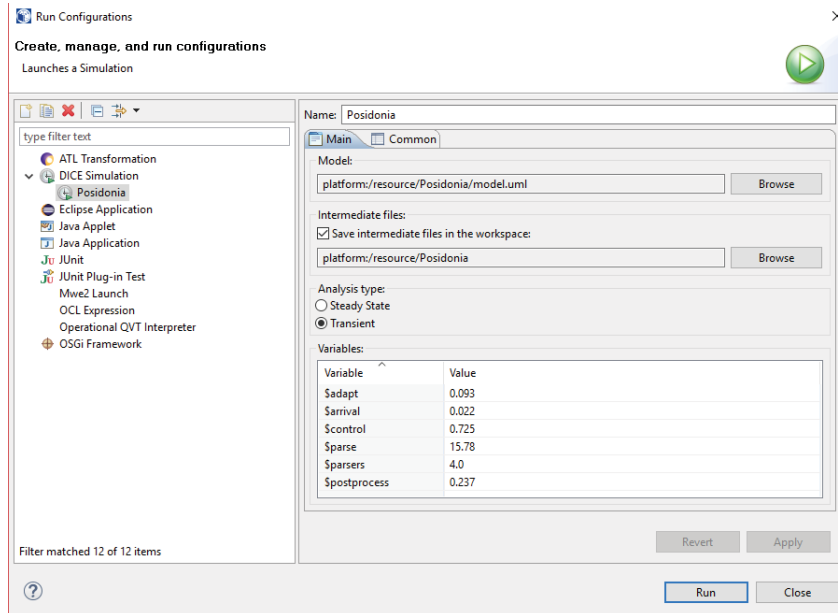 Run Configurations
Create, manage, and run configurations
Launches a Simulation
type filter text
ATL Transformation
DICE Simulation
Posidonia
Eclipse Application
Java Applet
Java Application
JUnit
JUnit Plug-in Test
Mwe2 Launch
OCL Expression
Operational QVT Interpreter
OSGi Framework
Filter matched 12 of 12 items
Name: Posidonia
Main Common
Model:
platform:/resource/Posidonia/model.uml Browse
Intermediate files:
Save intermediate files in the workspace:
platform:/resource/Posidonia Browse
Analysis type:
Steady State
Transient
Variables:
Variable Value
$adapt 0.093
$arrival 0.022
$control 0.725
$parse 15.78
$parsers 4.0
$postprocess 0.237
Revert Apply
Run Close